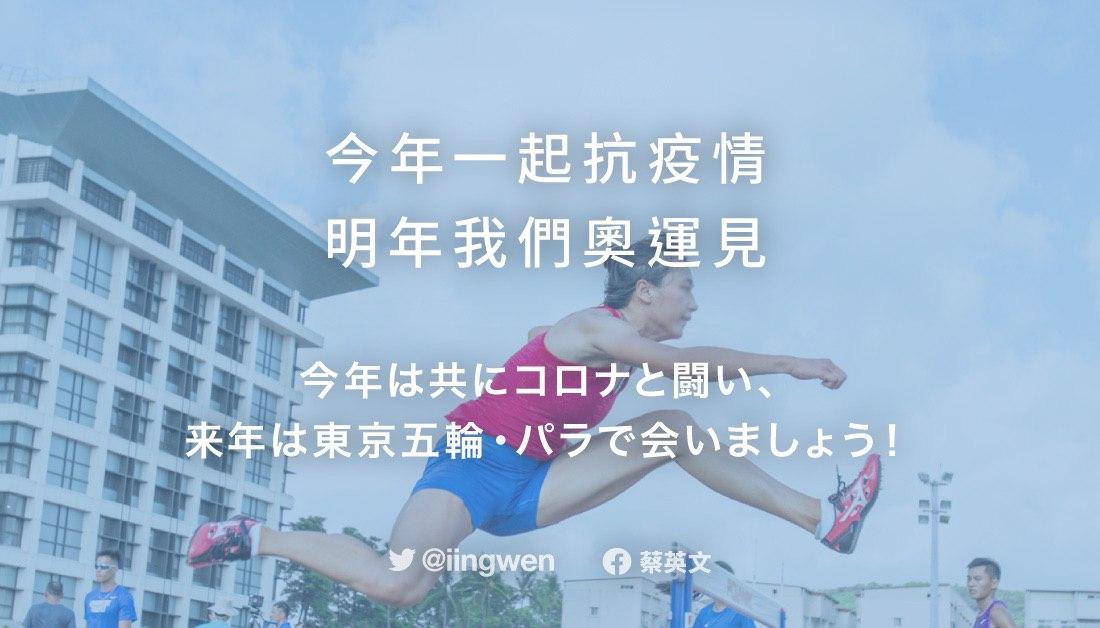 今年一起抗疫情
明年我們奧運見
今年は共にコロナと闘い、
来年は東京五輪・パラで会いましょう!
@iingwen 蔡英文